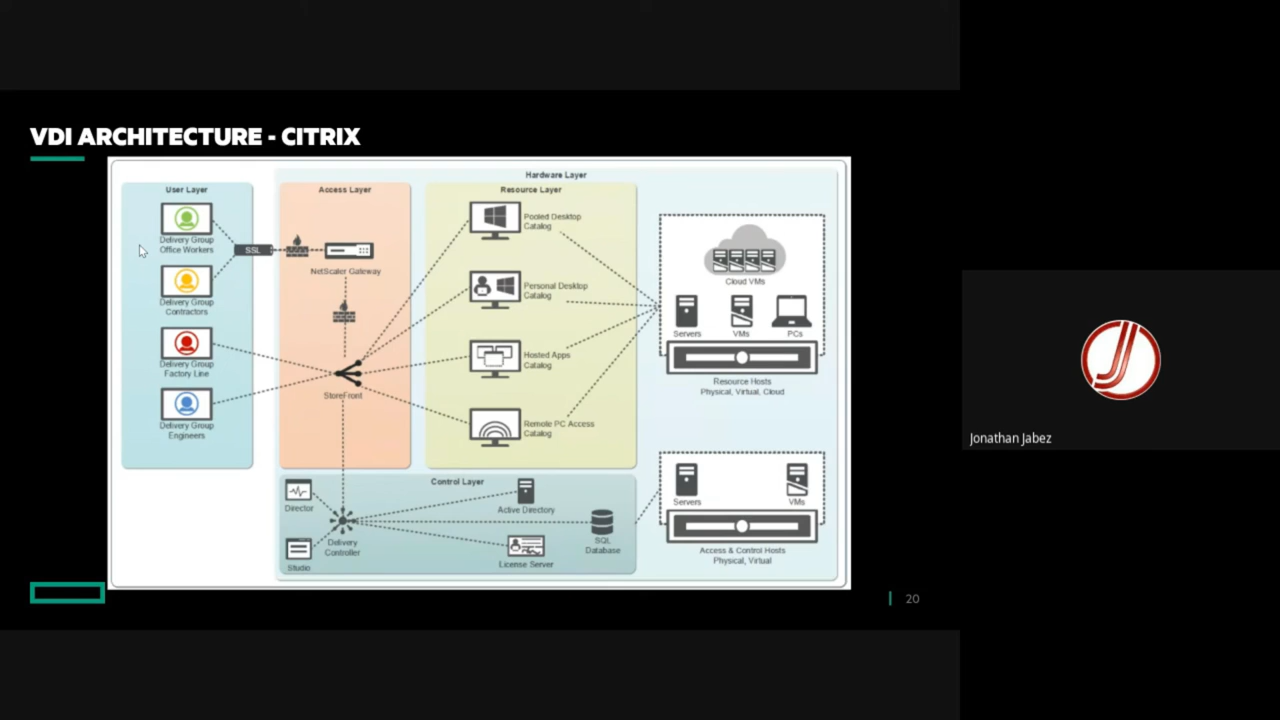 VDI ARCHITECTURE - CITRIX
Hardware Layer
User Layer
Access Layer
Resource Layer
Delivery Group
Office Workers
SSL
NetScaler Gateway
Delivery Group
Contractors
Delivery Group
Factory Line
Delivery Group
Engineers
StoreFront
Pooled Desktop
Catalog
Personal Desktop
Catalog
Hosted Apps
Catalog
Remote PC Access
Catalog
Cloud VMs
Servers
VMs
PCs
Resource Hosts
Physical, Virtual, Cloud
Control Layer
Director
Active Directory
Delivery
Controller
SQL
Database
Studio
License Server
Servers
VMs
Access & Control Hosts
Physical, Virtual
20
Jonathan Jabez